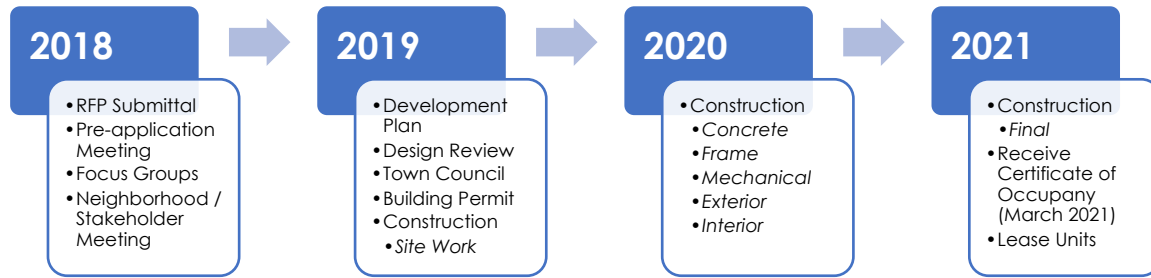 2018
• RFP Submittal
• Pre-application
Meeting
• Focus Groups
• Neighborhood /
Stakeholder
Meeting
2019
• Development
Plan
• Design Review
• Town Council
• Building Permit
• Construction
• Site Work
2020
• Construction
• Concrete
• Frame
• Mechanical
• Exterior
• Interior
2021
• Construction
• Final
• Receive
Certificate of
Occupany
(March 2021)
• Lease Units